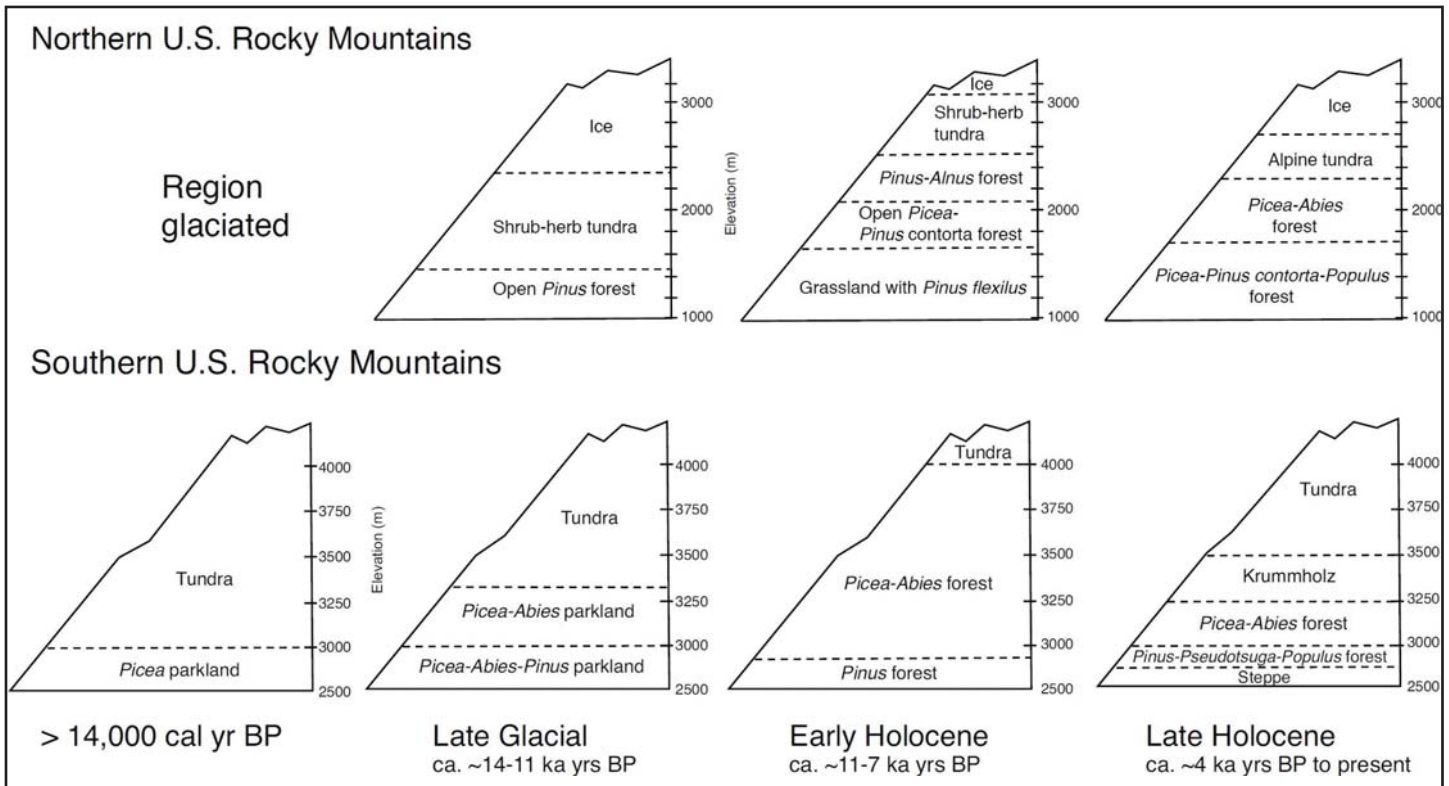 Northern U.S. Rocky Mountains
Region
glaciated
Ice
Shrub-herb tundra
Open Pinus forest
3000
2000
1000
Elevation (m)
Ice
Shrub-herb
tundra
Pinus-Alnus forest
Open Picea-
Pinus contorta forest
Grassland with Pinus flexilus
3000
2000
1000
Ice
Alpine tundra
Picea-Abies
forest
Picea-Pinus contorta-Populus
forest
3000
2000
1000
Southern U.S. Rocky Mountains
Tundra
Picea parkland
4000
3750
3500
3250
3000
2500
Elevation (m)
Tundra
Picea-Abies parkland
Picea-Abies-Pinus parkland
4000
3750
3500
3250
3000
2500
Tundra
Picea-Abies forest
Pinus forest
4000
3750
3500
3250
3000
2500
Tundra
Krummholz
Picea-Abies forest
Pinus-Pseudotsuga-Populus forest
Steppe
4000
3750
3500
3250
3000
2500
> 14,000 cal yr BP
Late Glacial
ca. ~14-11 ka yrs BP
Early Holocene
ca. ~11-7 ka yrs BP
Late Holocene
ca. ~4 ka yrs BP to present